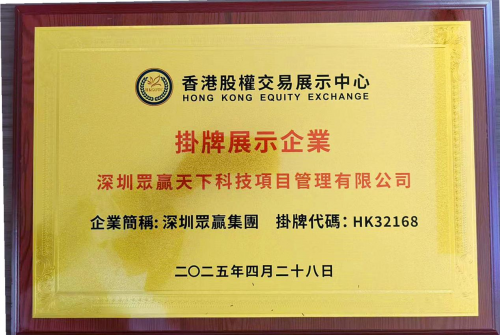 香港股權交易展示中心
HONG KONG EQUITY EXCHANGE
掛牌展示企業
深圳眾贏天下科技項目管理有限公司
企業簡稱: 深圳眾贏集團 掛牌代碼: HK32168
二〇二五年四月二十八日